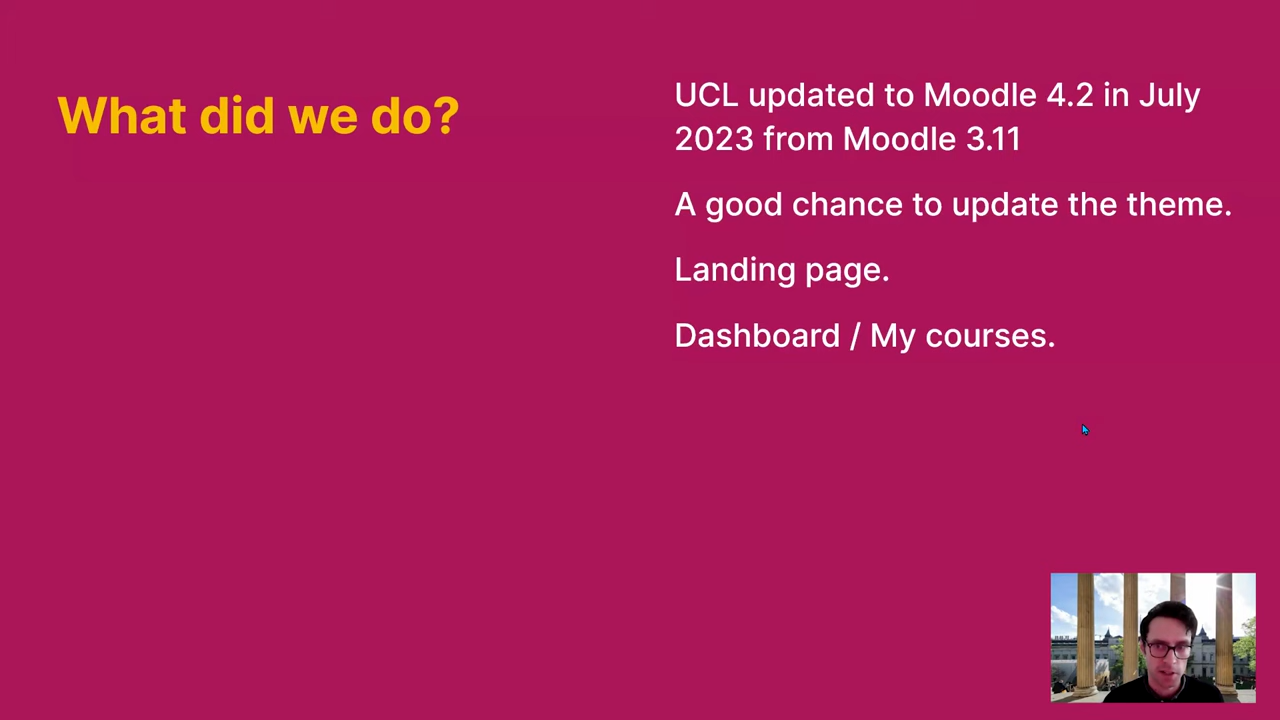 What did we do?
UCL updated to Moodle 4.2 in July
2023 from Moodle 3.11
A good chance to update the theme.
Landing page.
Dashboard / My courses.